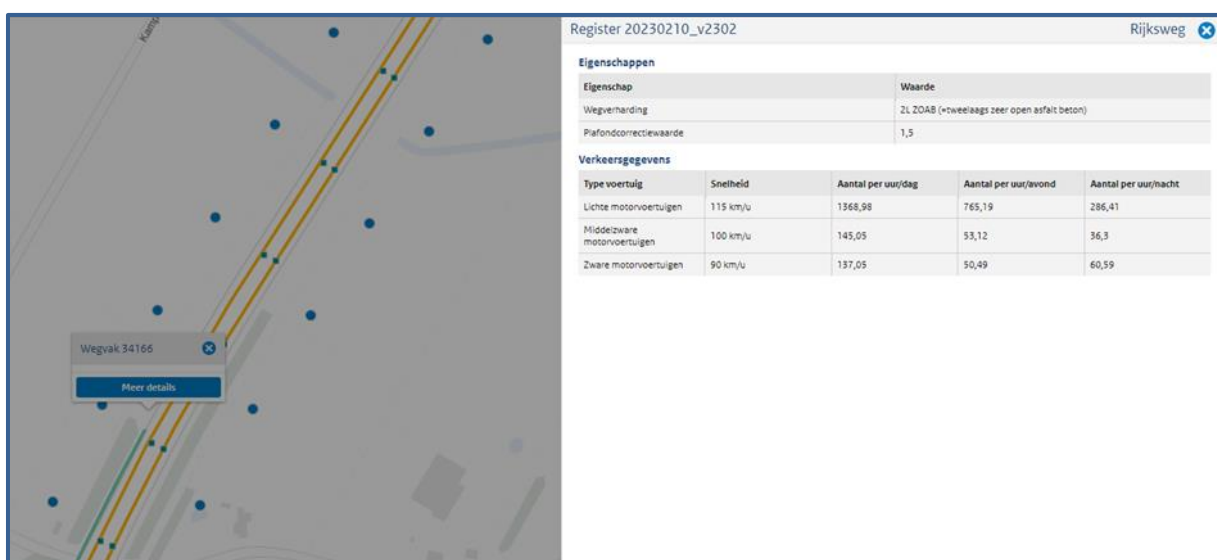 Kamp
Wegvak 34166
Meer details
Register 20230210_v2302 Rijksweg
Eigenschappen
Eigenschap Waarde
Wegverharding 2L ZOAB (=tweelaags zeer open asfalt beton)
Plafondcorrectiewaarde 1,5
Verkeersgegevens
Type voertuig Snelheid Aantal per uur/dag Aantal per uur/avond Aantal per uur/nacht
Lichte motorvoertuigen 115 km/u 1368,98 765,19 286,41
Middelzware
motorvoertuigen 100 km/u 145,05 53,12 36,3
Zware motorvoertuigen 90 km/u 137,05 50,49 60,59